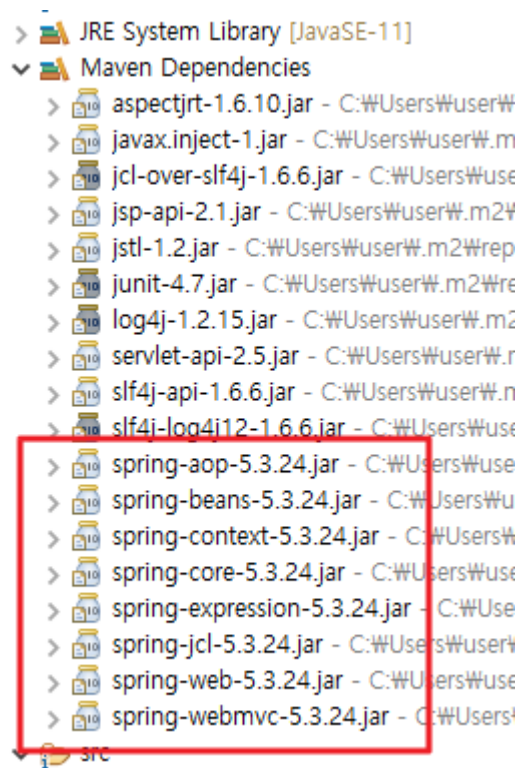 JRE System Library [JavaSE-11]
Maven Dependencies
aspectjrt-1.6.10.jar - C:₩Users₩user₩
javax.inject-1.jar - C:₩Users₩user₩.m
jcl-over-slf4j-1.6.6.jar - C:₩Users₩use
jsp-api-2.1.jar - C:₩Users₩user₩.m2₩
jstl-1.2.jar - C:₩Users₩user₩.m2₩rep
junit-4.7.jar - C:₩Users₩user₩.m2₩re
log4j-1.2.15.jar - C:₩Users₩user₩.m2
servlet-api-2.5.jar - C:₩Users₩user₩.r
slf4j-api-1.6.6.jar - C:₩Users₩user₩.n
slf4j-log4j12-1.6.6.jar - C:₩Users₩use
spring-aop-5.3.24.jar - C:₩Users₩use
spring-beans-5.3.24.jar - C:₩Users₩u
spring-context-5.3.24.jar - C:₩Users₩
spring-core-5.3.24.jar - C:₩Users₩use
spring-expression-5.3.24.jar - C:₩Use
spring-jcl-5.3.24.jar - C:₩Users₩user₩
spring-web-5.3.24.jar - C:₩Users₩use
spring-webmvc-5.3.24.jar - C:₩Users₩
src